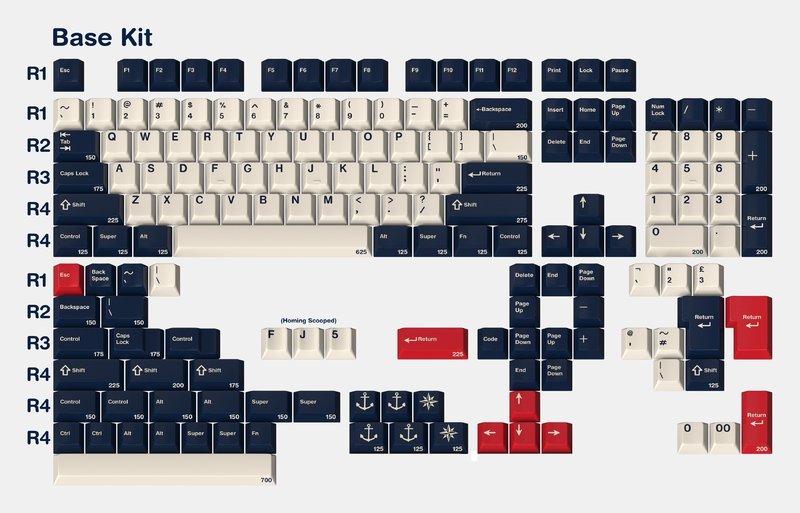 Base Kit
R1 Esc F1 F2 F3 F4 F5 F6 F7 F8 F9 F10 F11 F12 Print Lock Pause
R1 ~ ` ! 1 @ 2 # 3 $ 4 % 5 ^ 6 & 7 * 8 ( 9 ) 0 _ - + = ←Backspace 200 Insert Home Page Up Num Lock / * −
R2 Tab 150 Q W E R T Y U I O P { [ } ] | \ 150 Delete End Page Down 7 8 9 + 200
R3 Caps Lock 175 A S D F G H J K L : ; " ' Return 225 4 5 6
R4 Shift 225 Z X C V B N M < , > . ? / Shift 275 ↑ 1 2 3 Return 200
R4 Control 125 Super 125 Alt 125 625 Alt 125 Super 125 Fn 125 Control 125 ← ↓ → 0 200 .
R1 Esc Back Space ~ ` | \ Delete End Page Down ¬ ` " 2 £ 3
R2 Backspace 150 | \ 150 Page Up − Return Return
(Homing Scooped)
R3 Control 175 Caps Lock Control 175 F J 5 Return 225 Code Page Down Page Up + @ ' ~ #
R4 Shift 225 Shift 200 Shift 175 End Page Down | \ Shift 125
R4 Control 150 Control 150 Alt 150 Alt 150 Super 150 Super 150 ↑ Return 200
R4 Ctrl Ctrl Alt Alt Super Super Fn 125 125 125 ← ↓ → 0 00
700